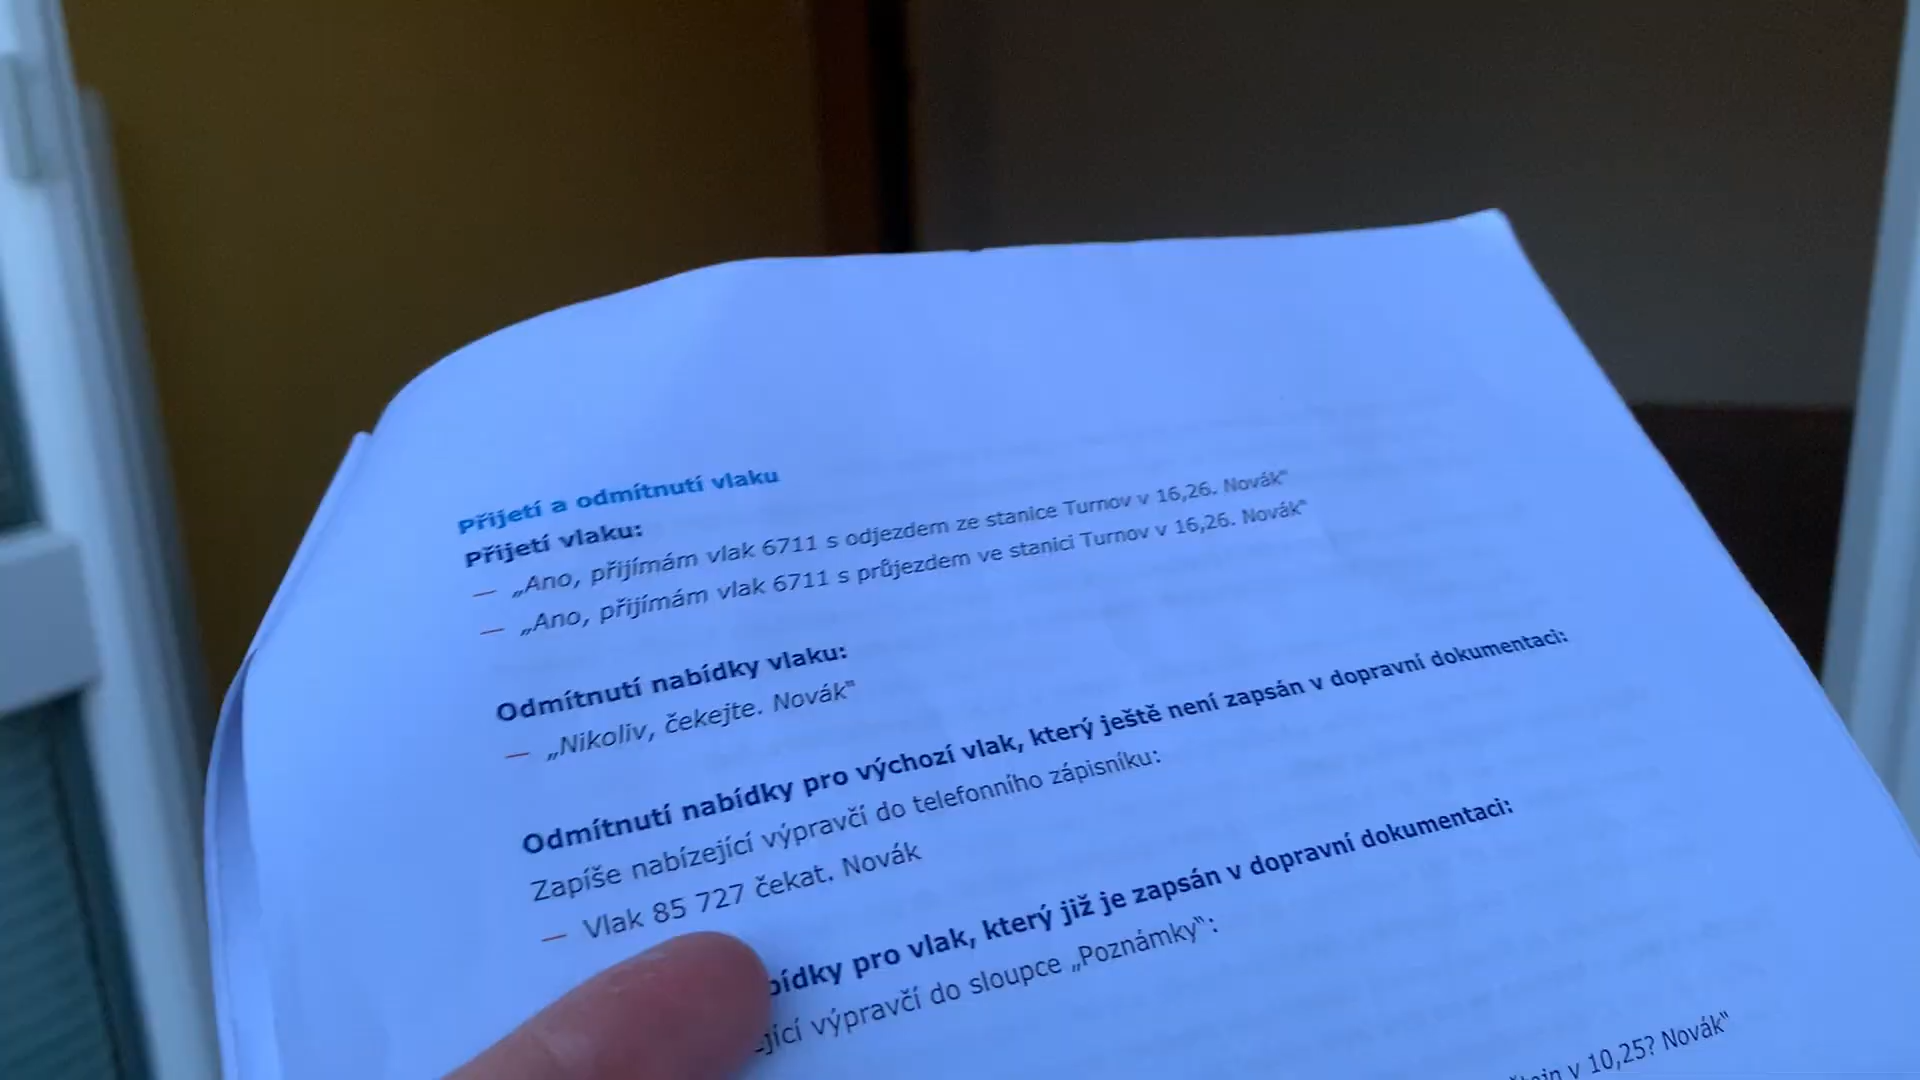 Přijetí a odmítnutí vlaku
Přijetí vlaku:
— „Ano, přijímám vlak 6711 s odjezdem ze stanice Turnov v 16,26. Novák"
— „Ano, přijímám vlak 6711 s průjezdem ve stanici Turnov v 16,26. Novák"
Odmítnutí nabídky vlaku:
— „Nikoliv, čekejte. Novák"
Odmítnutí nabídky pro výchozí vlak, který ještě není zapsán v dopravní dokumentaci:
Zapíše nabízející výpravčí do telefonního zápisníku:
— Vlak 85 727 čekat. Novák
pro vlak, který již je zapsán v dopravní dokumentaci:
výpravčí do sloupce „Poznámky":
v 10,25? Novák"